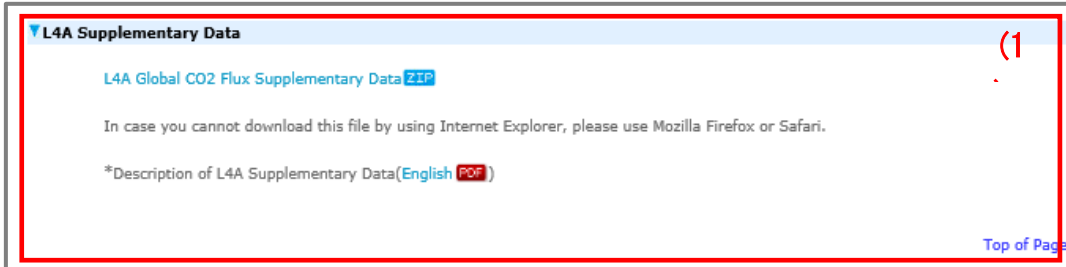 ▼L4A Supplementary Data
(1
.
L4A Global CO2 Flux Supplementary Data ZIP
In case you cannot download this file by using Internet Explorer, please use Mozilla Firefox or Safari.
*Description of L4A Supplementary Data(English PDF)
Top of Page